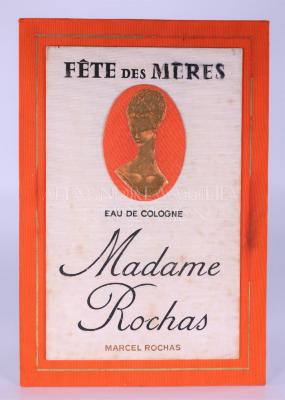 FÊTE DES MÈRES
EAU DE COLOGNE
Madame
Rochas
MARCEL ROCHAS